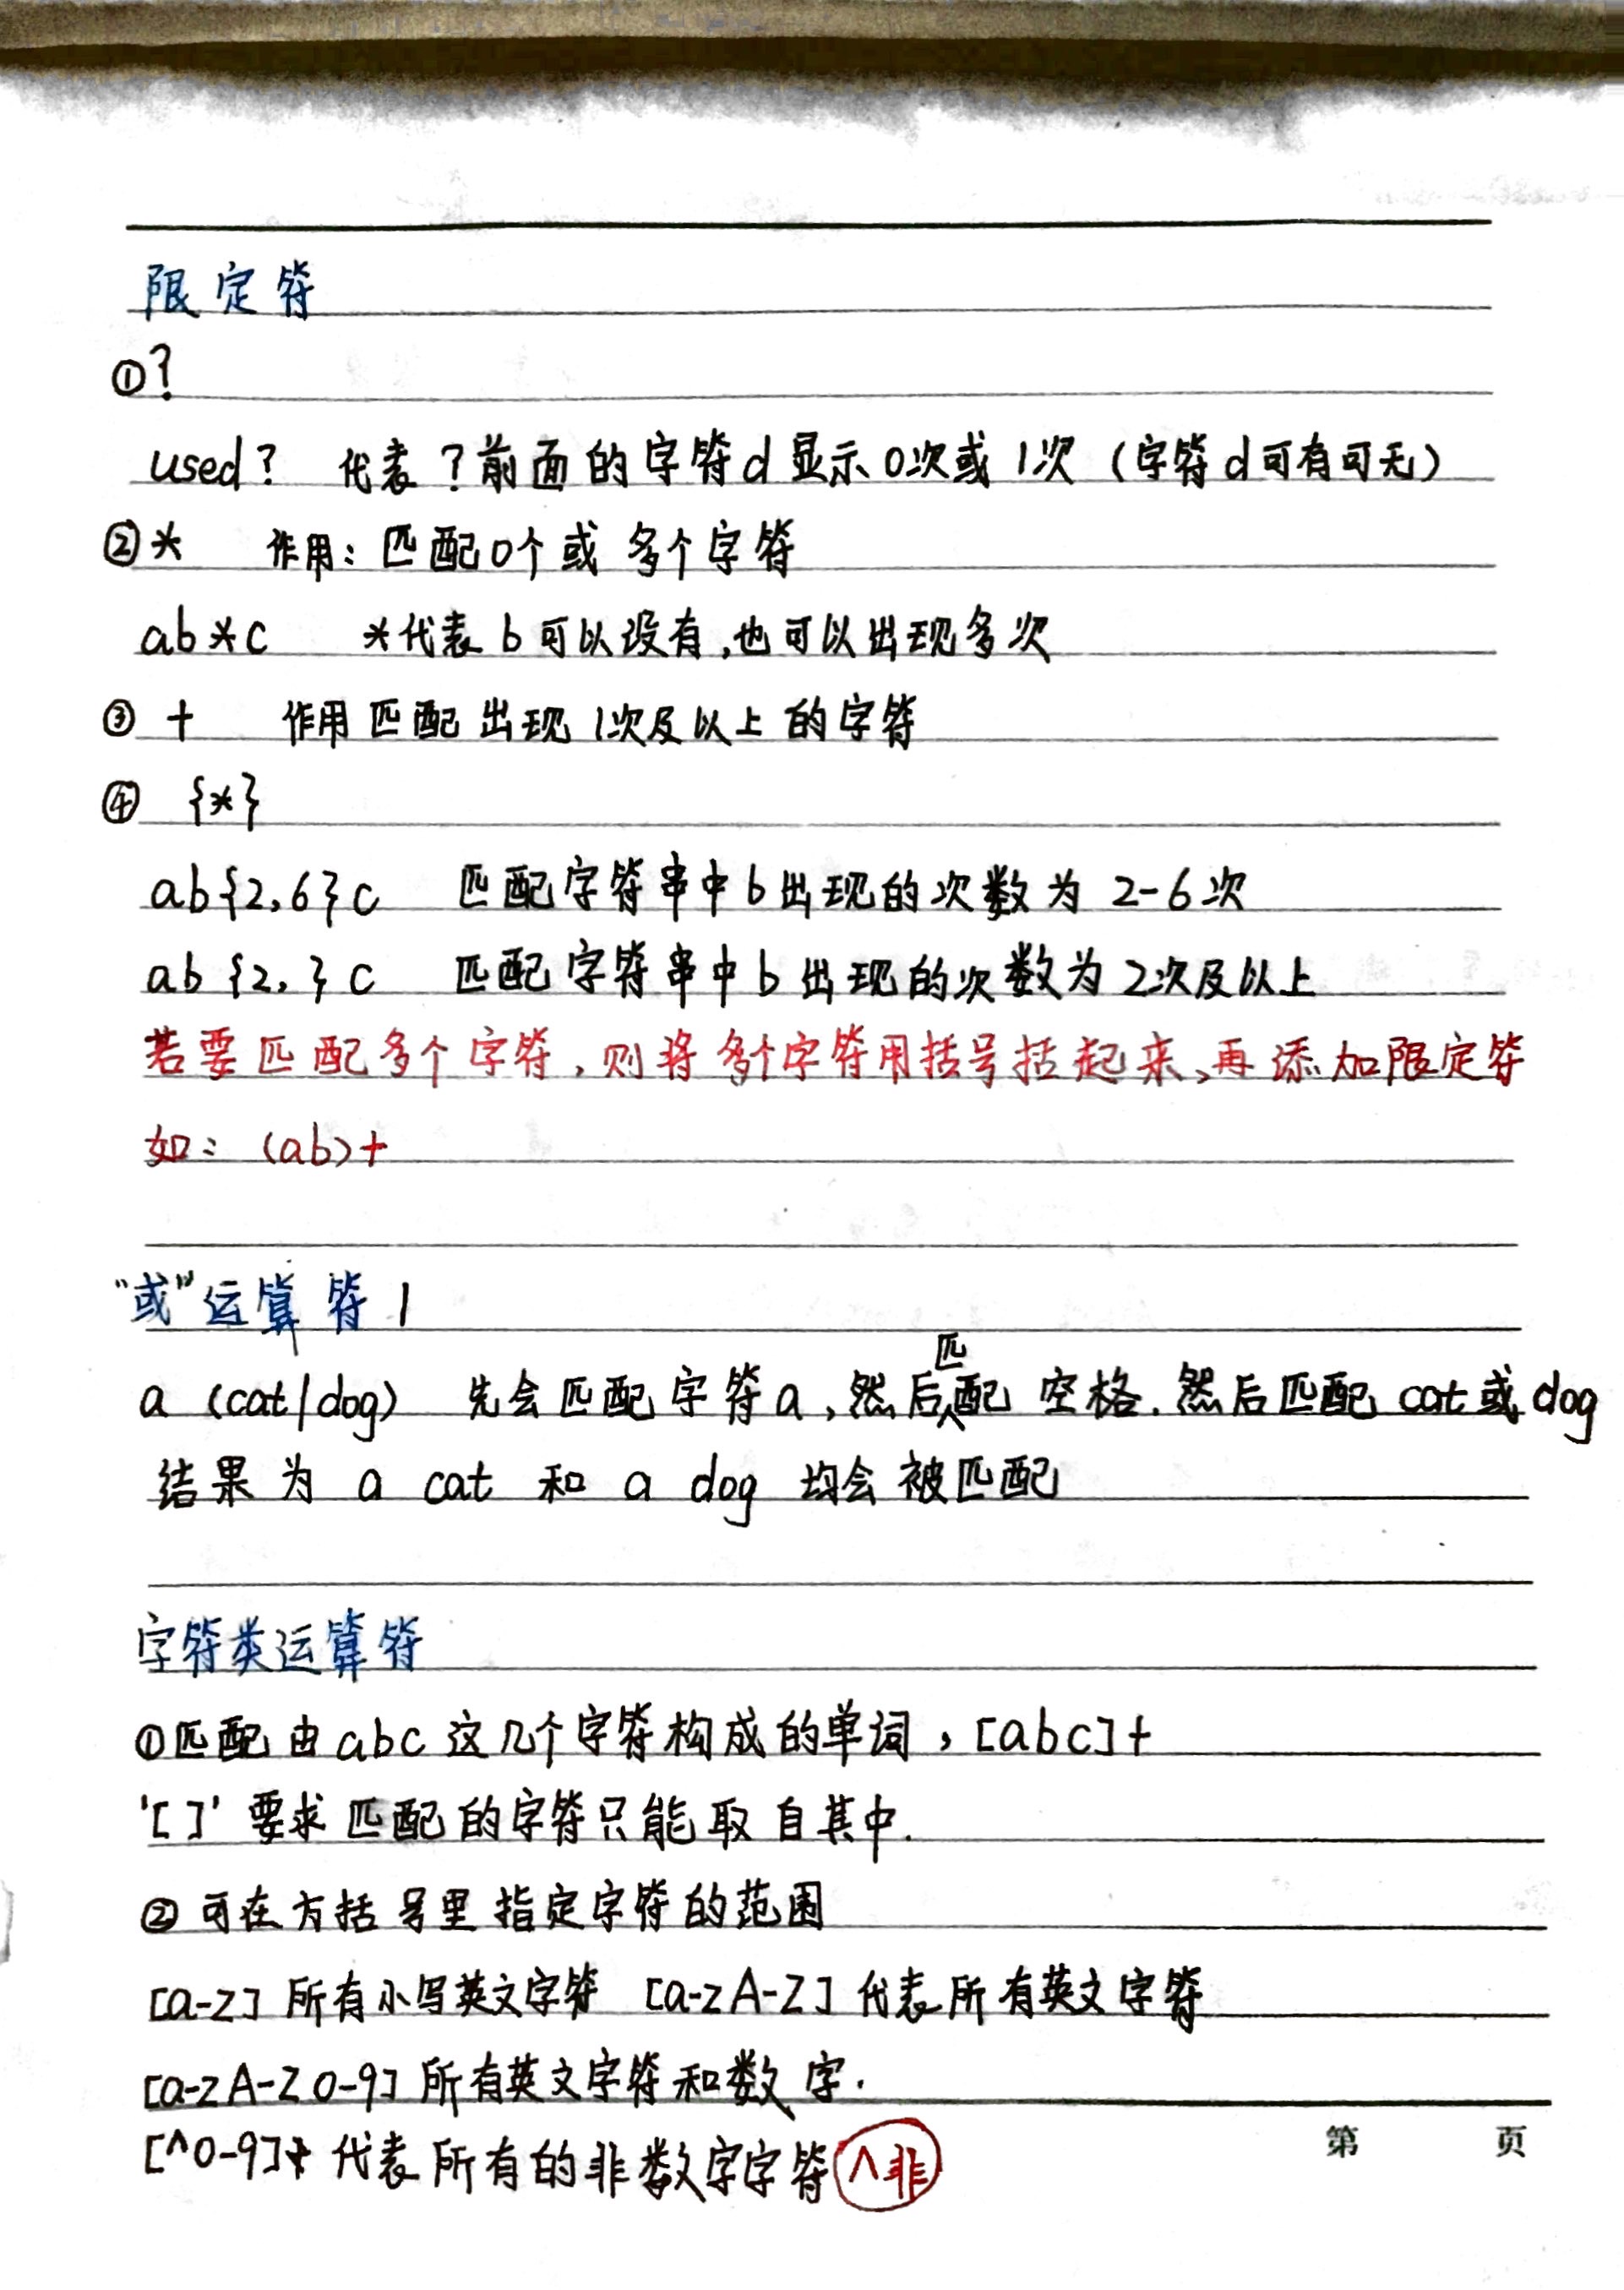 限定符
①?
used? 代表?前面的字符d显示0次或1次（字符d可有可无）
②* 作用：匹配0个或多个字符
ab*c *代表b可以没有,也可以出现多次
③ + 作用 匹配出现1次及以上的字符
④ {*}
ab{2,6}c 匹配字符串中b出现的次数为 2-6次
ab{2,}c 匹配字符串中b出现的次数为2次及以上
若要匹配多个字符,则将多个字符用括号括起来,再添加限定符
如：(ab)+
“或”运算符 |
a (cat|dog) 先会匹配字符a,然后匹配 空格.然后匹配 cat或dog
结果为 a cat 和 a dog 均会被匹配
字符类运算符
①匹配由abc这几个字符构成的单词,[abc]+
'[]'要求匹配的字符只能取自其中.
②可在方括号里指定字符的范围
[a-z]所有小写英文字符 [a-zA-Z]代表所有英文字符
[a-zA-Z0-9]所有英文字符和数字.
[^0-9]+ 代表所有的非数字字符 ^非
第 页